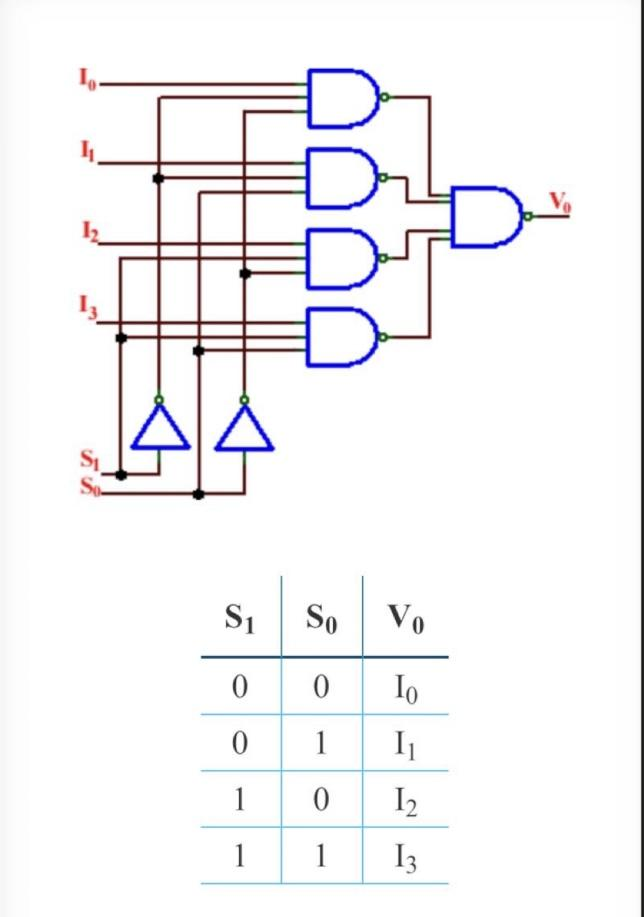 I₀
I₁
I₂
I₃
S₁
S₀
V₀
S₁ S₀ V₀
0 0 I₀
0 1 I₁
1 0 I₂
1 1 I₃